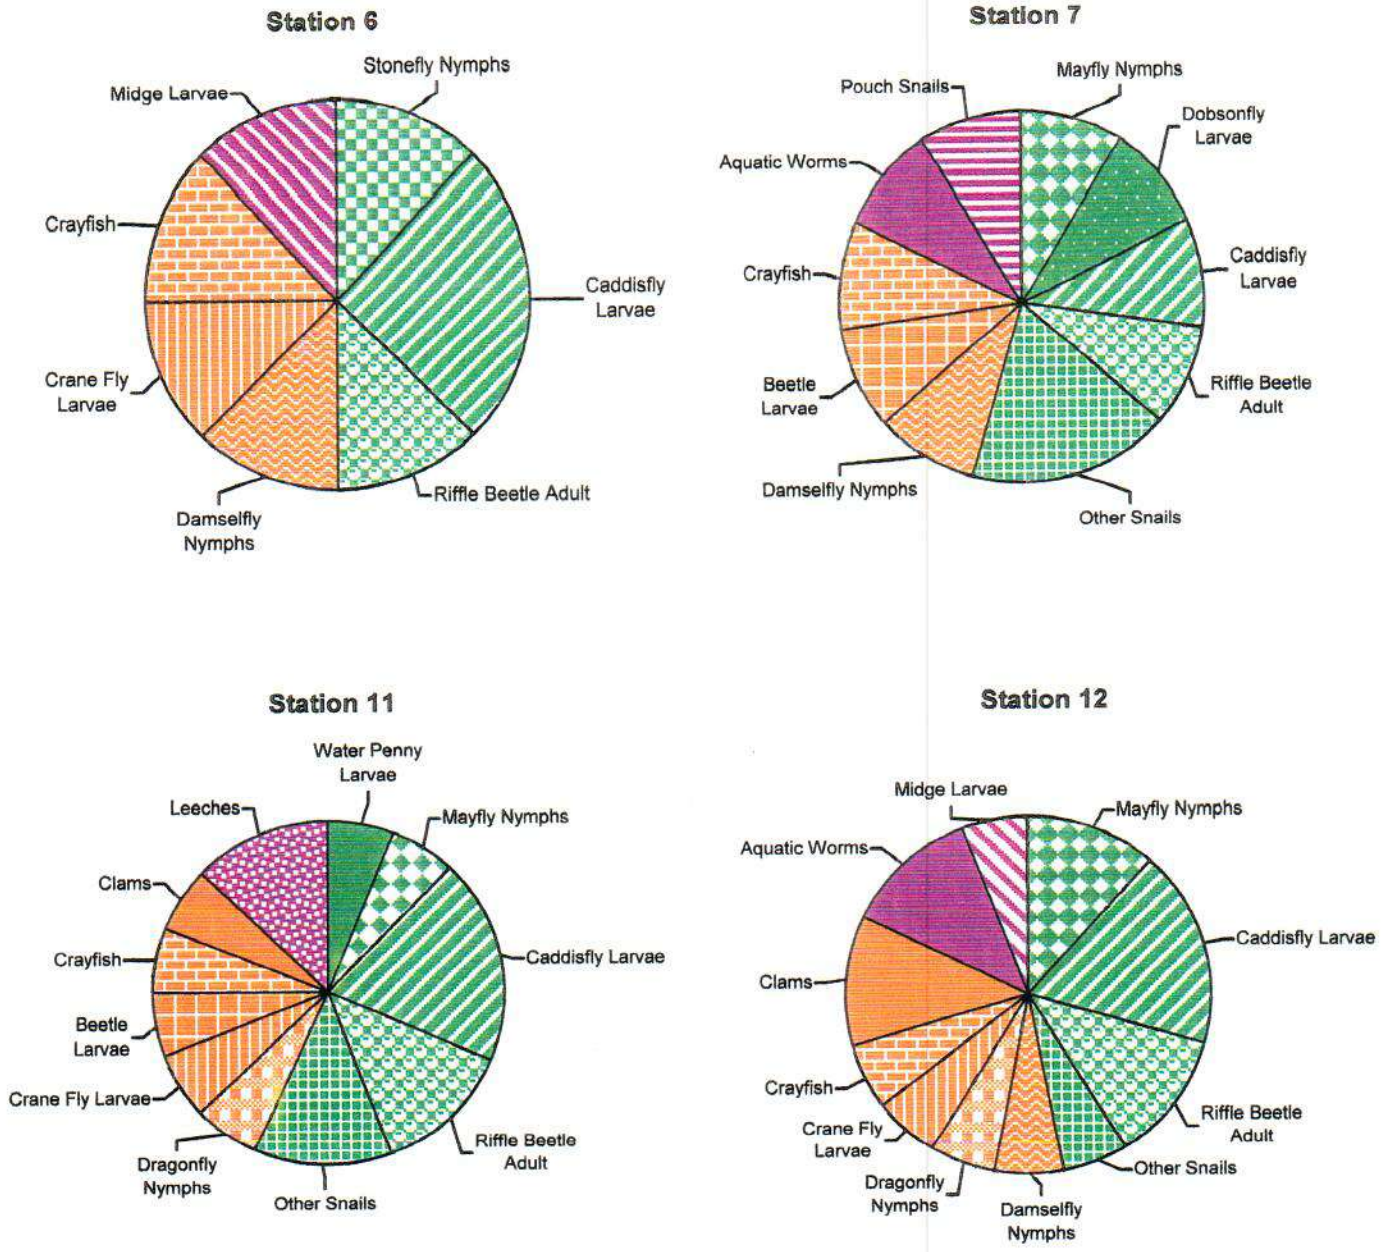 Station 6
Stonefly Nymphs
Midge Larvae
Crayfish
Caddisfly
Larvae
Crane Fly
Larvae
Riffle Beetle Adult
Damselfly
Nymphs
Station 7
Mayfly Nymphs
Pouch Snails
Dobsonfly
Larvae
Aquatic Worms
Caddisfly
Larvae
Crayfish
Beetle
Larvae
Riffle Beetle
Adult
Damselfly Nymphs
Other Snails
Station 11
Water Penny
Larvae
Leeches
Mayfly Nymphs
Clams
Caddisfly Larvae
Crayfish
Beetle
Larvae
Crane Fly Larvae
Riffle Beetle
Adult
Dragonfly
Nymphs
Other Snails
Station 12
Midge Larvae
Mayfly Nymphs
Aquatic Worms
Caddisfly Larvae
Clams
Crayfish
Riffle Beetle
Adult
Crane Fly
Larvae
Other Snails
Dragonfly
Nymphs
Damselfly
Nymphs